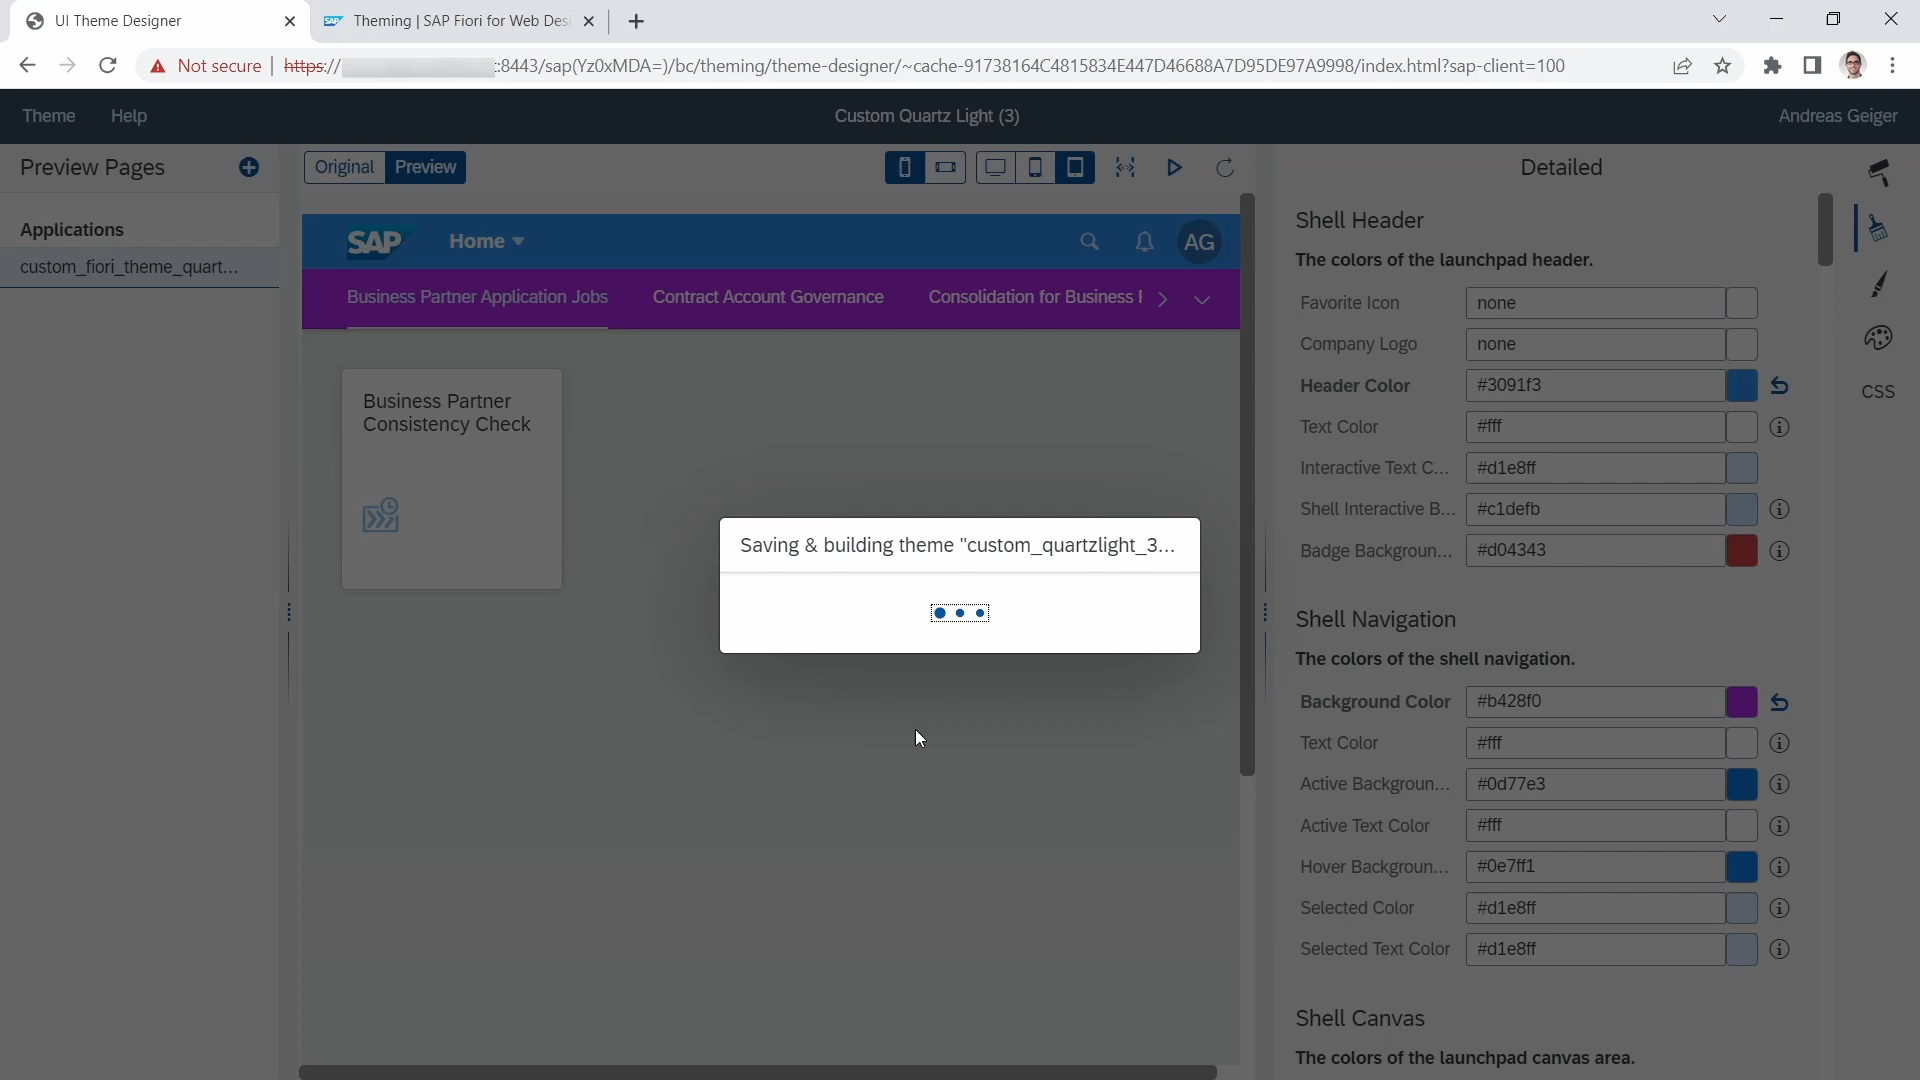 UI Theme Designer
SAP Theming | SAP Fiori for Web Des
Not secure
https://
:8443/sap(Yz0xMDA=)/bc/theming/theme-designer/~cache-91738164C4815834E447D46688A7D95DE97A9998/index.html?sap-client=100
Theme Help
Custom Quartz Light (3)
Andreas Geiger
Preview Pages
Original Preview
Detailed
Applications
custom_fiori_theme_quart...
SAP Home
AG
Business Partner Application Jobs
Contract Account Governance
Consolidation for Business
Business Partner
Consistency Check
Saving & building theme "custom_quartzlight_3...
Shell Header
The colors of the launchpad header.
Favorite Icon none
Company Logo none
Header Color #3091f3
Text Color #fff
Interactive Text C... #d1e8ff
Shell Interactive B... #c1defb
Badge Backgroun... #d04343
Shell Navigation
The colors of the shell navigation.
Background Color #b428f0
Text Color #fff
Active Backgroun... #0d77e3
Active Text Color #fff
Hover Backgroun... #0e7ff1
Selected Color #d1e8ff
Selected Text Color #d1e8ff
Shell Canvas
The colors of the launchpad canvas area.
CSS